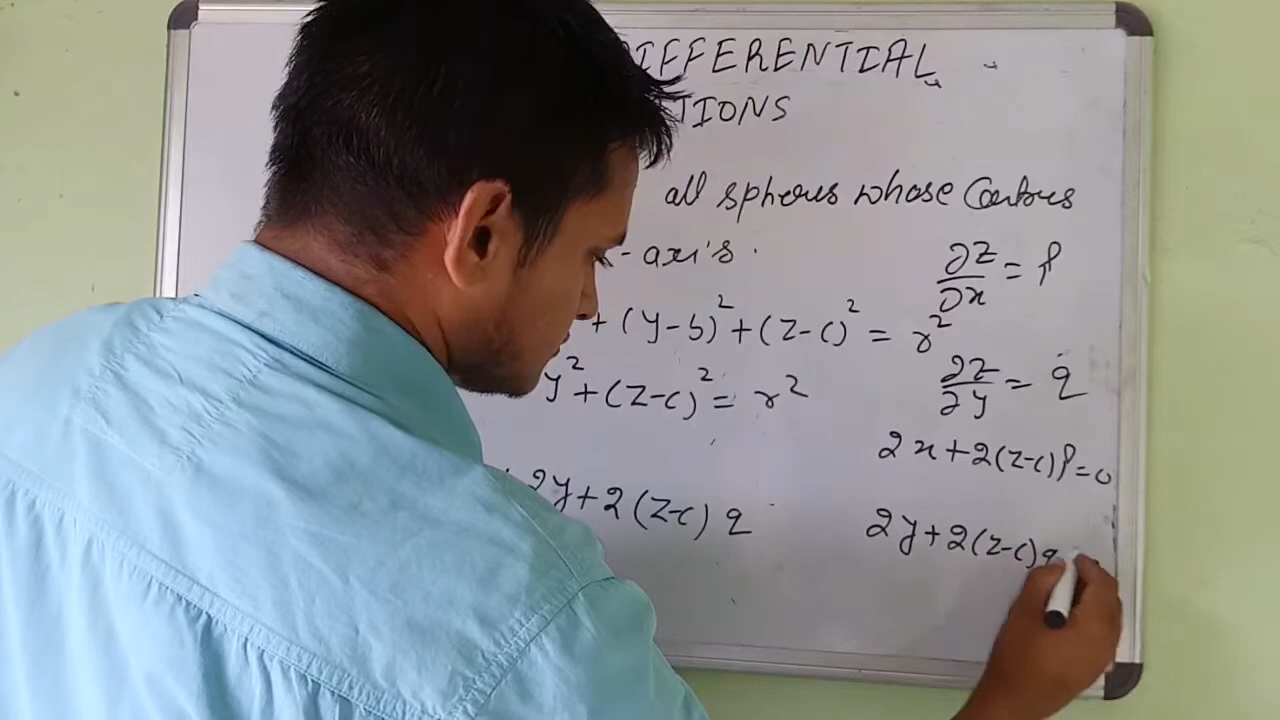 IFFERENTIAL
TIONS
all spheres whose Centres
- axis.
∂z/∂x = p
+ (y-b)² + (z-c)² = r²
y² + (z-c)² = r²
∂z/∂y = q
2x + 2(z-c)p = 0
2y + 2(z-c) q
2y + 2(z-c)q